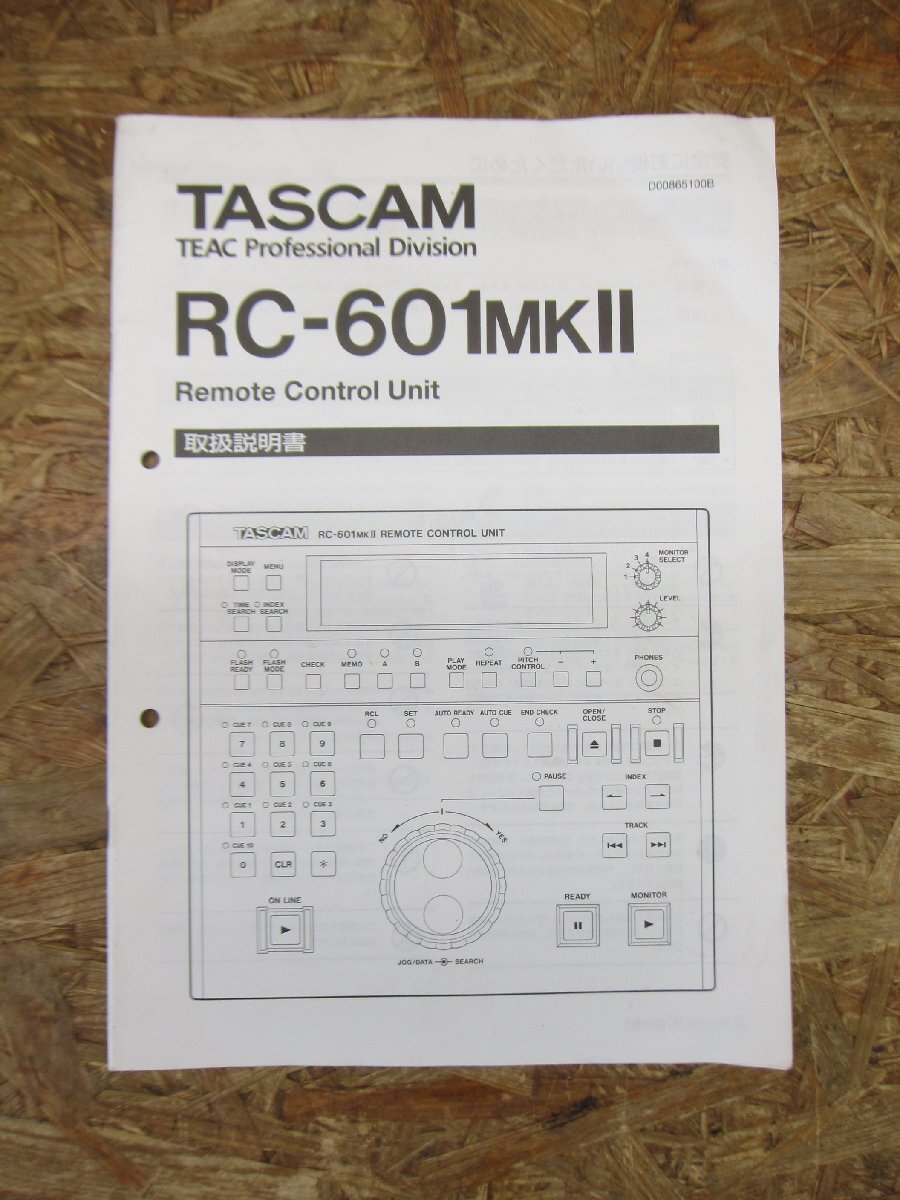 D00865100B
TASCAM
TEAC Professional Division
RC-601MKII
Remote Control Unit
取扱説明書
TASCAM RC-601MKII REMOTE CONTROL UNIT
DISPLAY MODE MENU
TIME SEARCH INDEX SEARCH
1 2 3 4 MONITOR SELECT
LEVEL
FLASH READY FLASH MODE CHECK MEMO A B PLAY MODE REPEAT PITCH CONTROL − + PHONES
RCL SET AUTO READY AUTO CUE END CHECK OPEN/CLOSE STOP
CUE 7 CUE 8 CUE 9
7 8 9
CUE 4 CUE 5 CUE 6
4 5 6
PAUSE INDEX
CUE 1 CUE 2 CUE 3
1 2 3
NO YES
TRACK
CUE 10
0 CLR *
ON LINE
READY MONITOR
JOG/DATA SEARCH